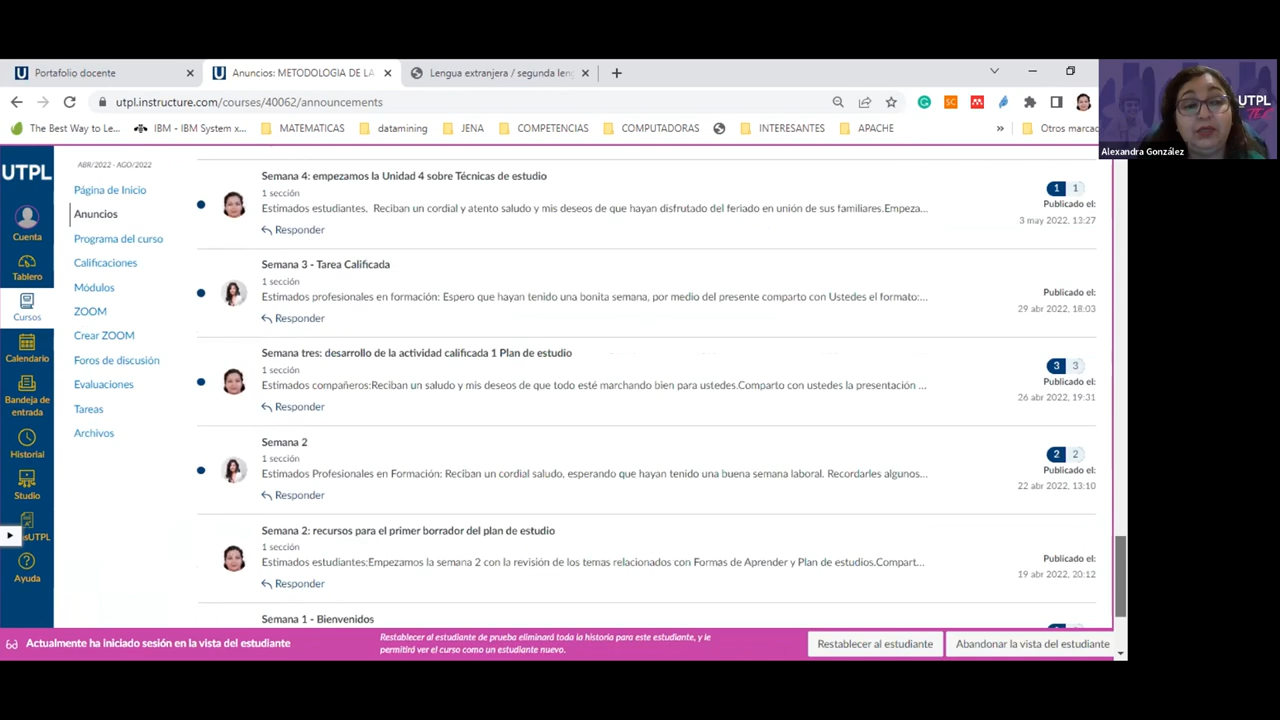 Portafolio docente
Anuncios: METODOLOGIA DE LA
Lengua extranjera / segunda len
utpl.instructure.com/courses/40062/announcements
The Best Way to Le...
IBM - IBM System x...
MATEMATICAS
datamining
JENA
COMPETENCIAS
COMPUTADORAS
INTERESANTES
APACHE
»
Otros marcad
UTPL
Alexandra González
UTPL
Cuenta
Tablero
Cursos
Calendario
Bandeja de
entrada
Historial
Studio
sUTPL
Ayuda
ABR/2022 - AGO/2022
Página de Inicio
Anuncios
Programa del curso
Calificaciones
Módulos
ZOOM
Crear ZOOM
Foros de discusión
Evaluaciones
Tareas
Archivos
Semana 4: empezamos la Unidad 4 sobre Técnicas de estudio
1 sección
Estimados estudiantes. Reciban un cordial y atento saludo y mis deseos de que hayan disfrutado del feriado en unión de sus familiares.Empeza...
Responder
1 1
Publicado el:
3 may 2022, 13:27
Semana 3 - Tarea Calificada
1 sección
Estimados profesionales en formación: Espero que hayan tenido una bonita semana, por medio del presente comparto con Ustedes el formato:...
Responder
Publicado el:
29 abr 2022, 18:03
Semana tres: desarrollo de la actividad calificada 1 Plan de estudio
1 sección
Estimados compañeros:Reciban un saludo y mis deseos de que todo esté marchando bien para ustedes.Comparto con ustedes la presentación ...
Responder
3 3
Publicado el:
26 abr 2022, 19:31
Semana 2
1 sección
Estimados Profesionales en Formación: Reciban un cordial saludo, esperando que hayan tenido una buena semana laboral. Recordarles algunos...
Responder
2 2
Publicado el:
22 abr 2022, 13:10
Semana 2: recursos para el primer borrador del plan de estudio
1 sección
Estimados estudiantes:Empezamos la semana 2 con la revisión de los temas relacionados con Formas de Aprender y Plan de estudios.Compart...
Responder
Publicado el:
19 abr 2022, 20:12
Semana 1 - Bienvenidos
Actualmente ha iniciado sesión en la vista del estudiante
Restablecer al estudiante de prueba eliminará toda la historia para este estudiante, y le
permitirá ver el curso como un estudiante nuevo.
Restablecer al estudiante
Abandonar la vista del estudiante